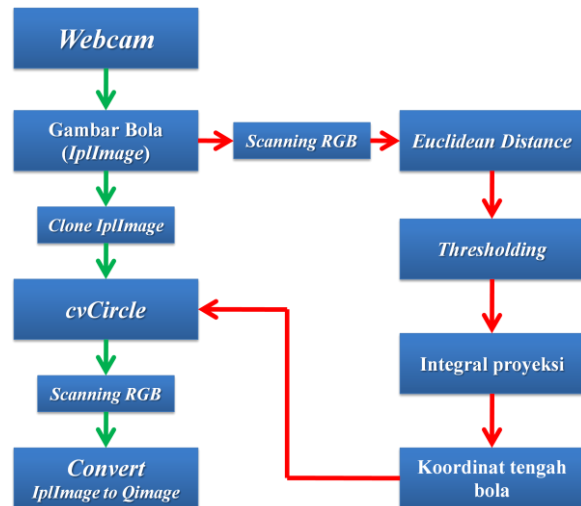 Webcam
Gambar Bola
(IplImage)
Scanning RGB
Euclidean Distance
Clone IplImage
Thresholding
cvCircle
Integral proyeksi
Scanning RGB
Convert
IplImage to Qimage
Koordinat tengah
bola